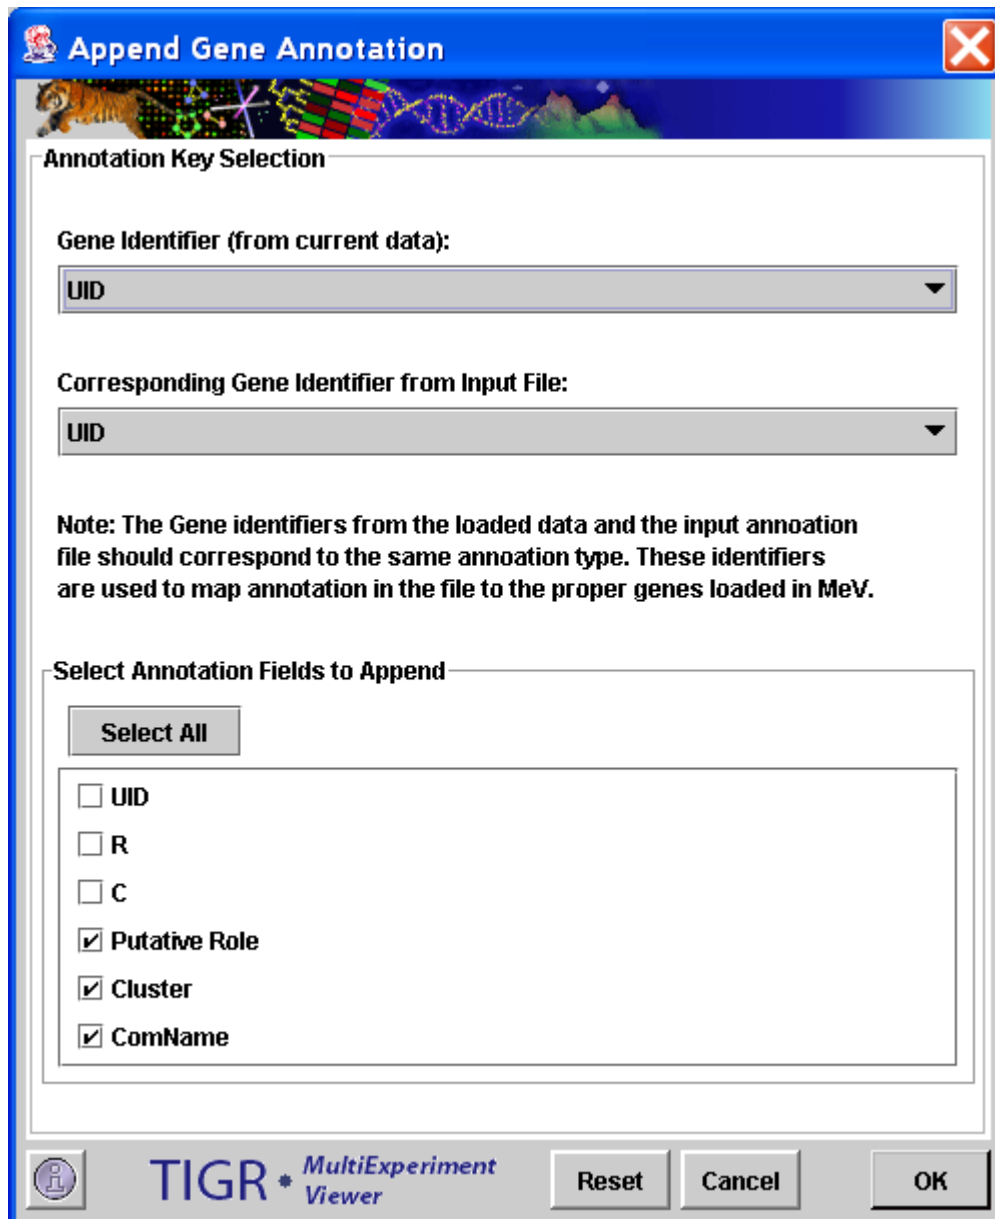 Append Gene Annotation
Annotation Key Selection
Gene Identifier (from current data):
UID
Corresponding Gene Identifier from Input File:
UID
Note: The Gene identifiers from the loaded data and the input annoation
file should correspond to the same annoation type. These identifiers
are used to map annotation in the file to the proper genes loaded in MeV.
Select Annotation Fields to Append
Select All
UID
R
C
Putative Role
Cluster
ComName
TIGR MultiExperiment
Viewer
Reset Cancel OK